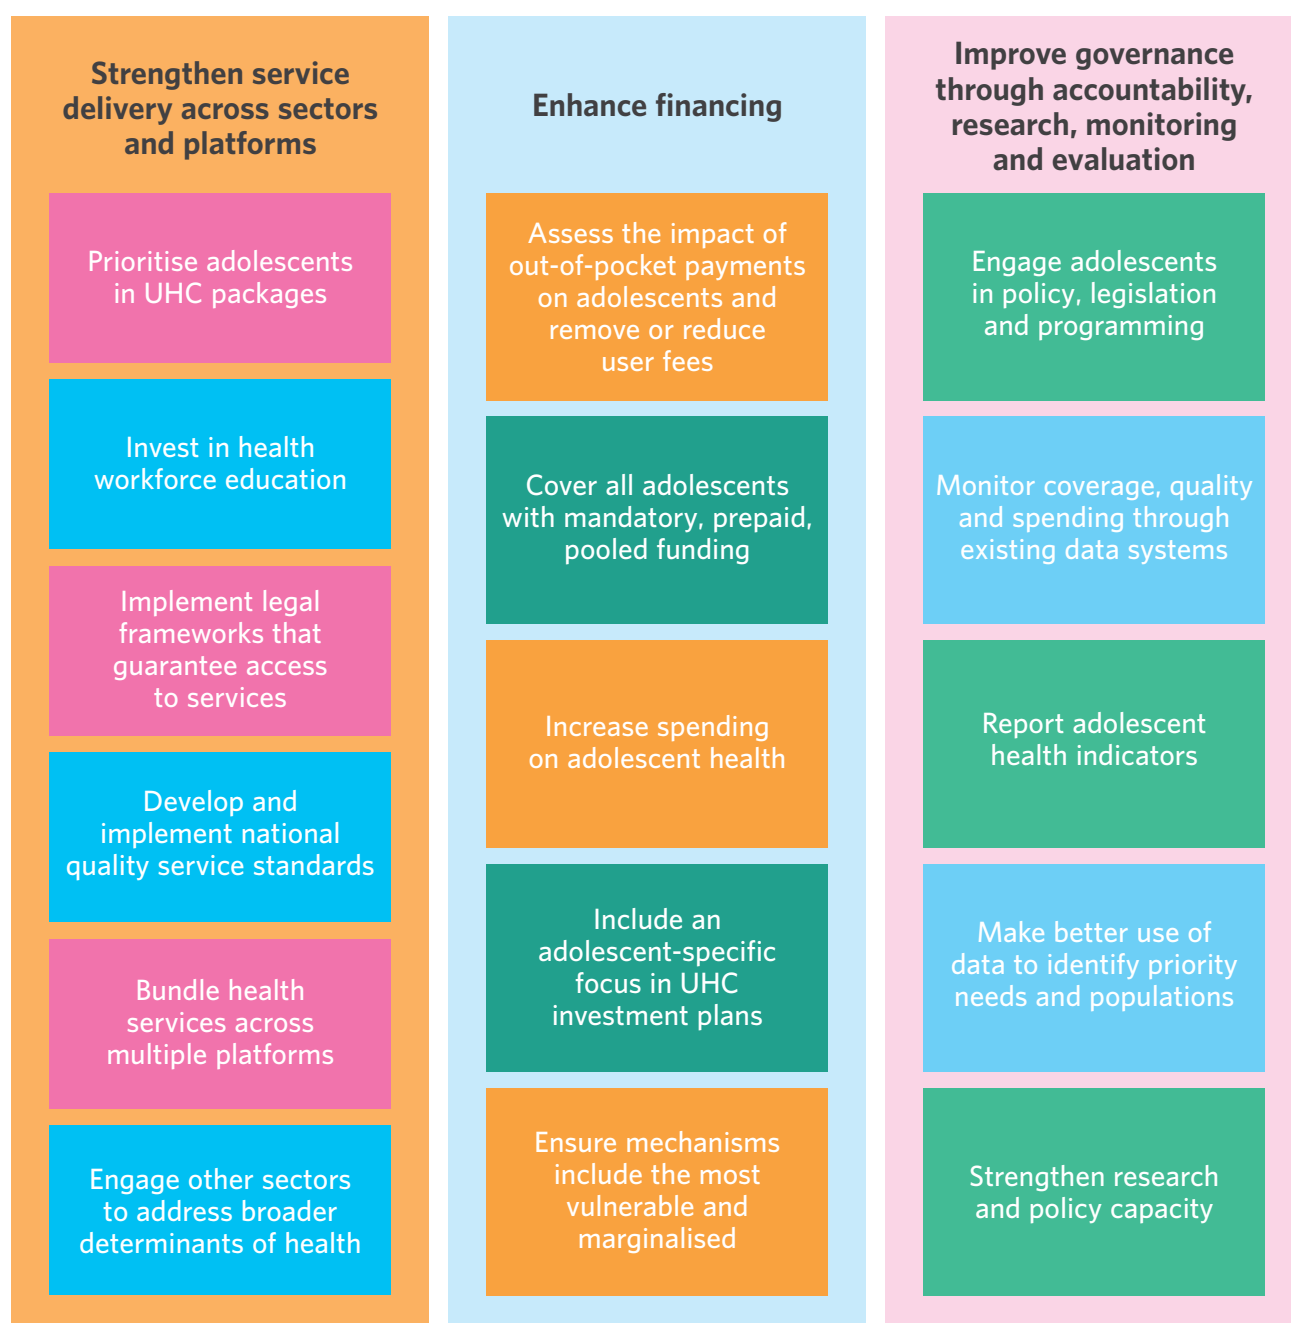 Strengthen service
delivery across sectors
and platforms
Prioritise adolescents
in UHC packages
Invest in health
workforce education
Implement legal
frameworks that
guarantee access
to services
Develop and
implement national
quality service standards
Bundle health
services across
multiple platforms
Engage other sectors
to address broader
determinants of health
Enhance financing
Assess the impact of
out-of-pocket payments
on adolescents and
remove or reduce
user fees
Cover all adolescents
with mandatory, prepaid,
pooled funding
Increase spending
on adolescent health
Include an
adolescent-specific
focus in UHC
investment plans
Ensure mechanisms
include the most
vulnerable and
marginalised
Improve governance
through accountability,
research, monitoring
and evaluation
Engage adolescents
in policy, legislation
and programming
Monitor coverage, quality
and spending through
existing data systems
Report adolescent
health indicators
Make better use of
data to identify priority
needs and populations
Strengthen research
and policy capacity